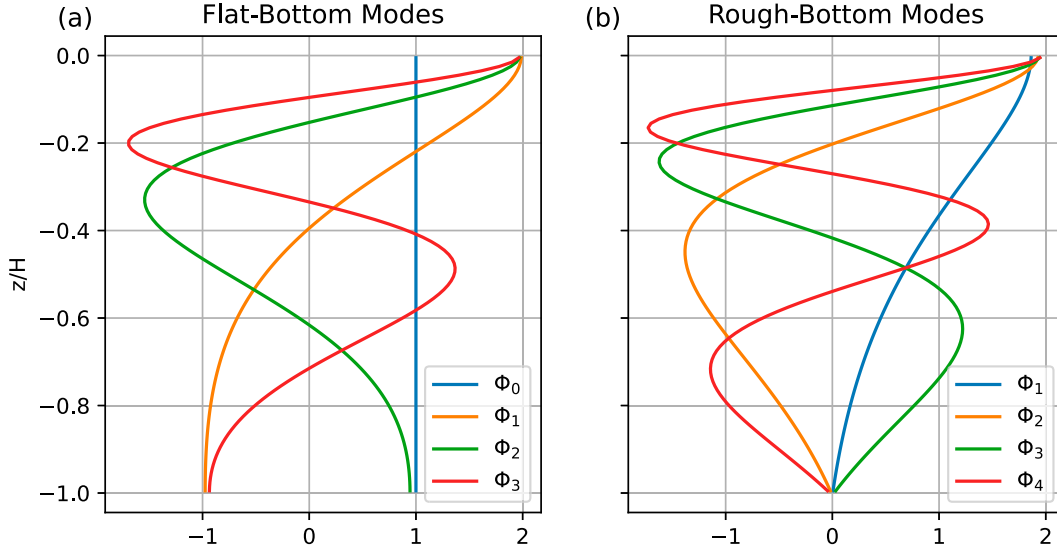 (a) Flat-Bottom Modes
z/H
0.0
−0.2
−0.4
−0.6
−0.8
−1.0
Φ0
Φ1
Φ2
Φ3
−1 0 1 2
(b) Rough-Bottom Modes
Φ1
Φ2
Φ3
Φ4
−1 0 1 2